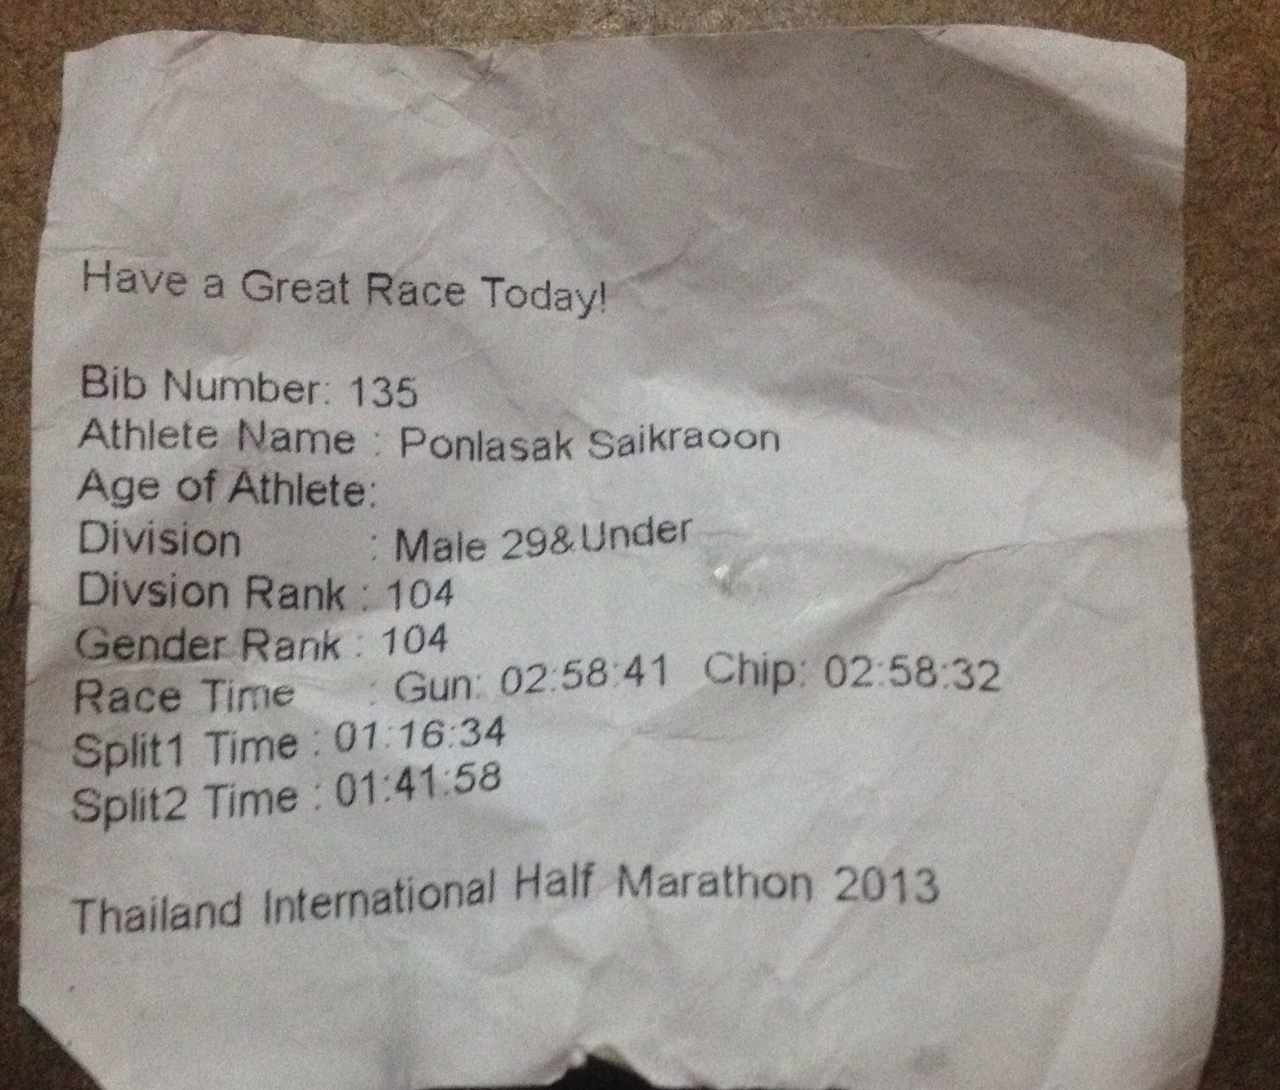 Have a Great Race Today!
Bib Number: 135
Athlete Name : Ponlasak Saikraoon
Age of Athlete:
Division : Male 29&Under
Divsion Rank : 104
Gender Rank : 104
Race Time : Gun: 02:58:41 Chip: 02:58:32
Split1 Time : 01:16:34
Split2 Time : 01:41:58
Thailand International Half Marathon 2013